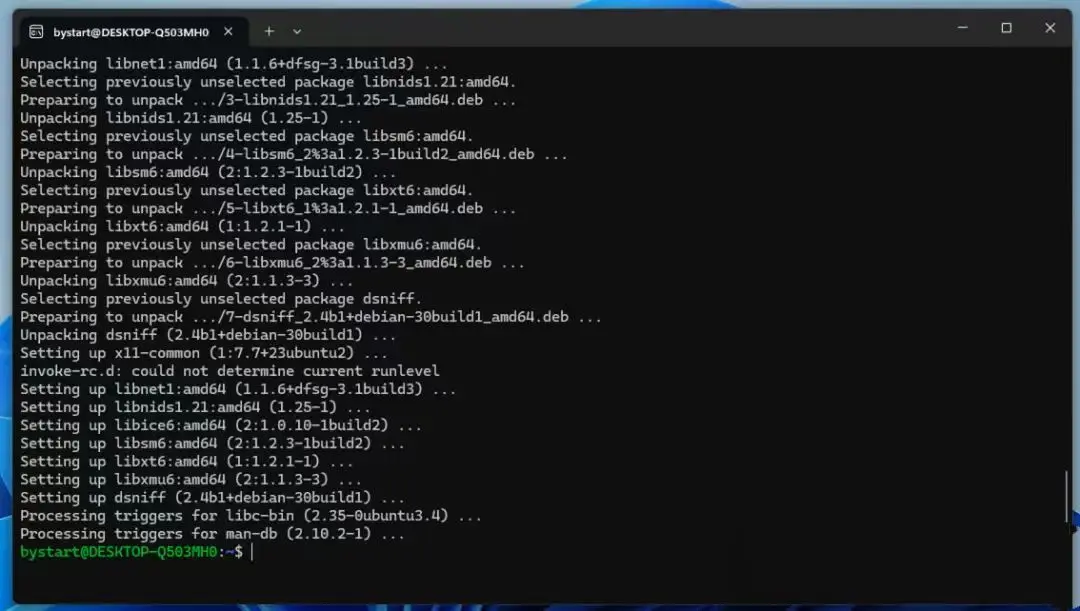 bystart@DESKTOP-Q503MH0
Unpacking libnet1:amd64 (1.1.6+dfsg-3.1build3) ...
Selecting previously unselected package libnids1.21:amd64.
Preparing to unpack .../3-libnids1.21_1.25-1_amd64.deb ...
Unpacking libnids1.21:amd64 (1.25-1) ...
Selecting previously unselected package libsm6:amd64.
Preparing to unpack .../4-libsm6_2%3a1.2.3-1build2_amd64.deb ...
Unpacking libsm6:amd64 (2:1.2.3-1build2) ...
Selecting previously unselected package libxt6:amd64.
Preparing to unpack .../5-libxt6_1%3a1.2.1-1_amd64.deb ...
Unpacking libxt6:amd64 (1:1.2.1-1) ...
Selecting previously unselected package libxmu6:amd64.
Preparing to unpack .../6-libxmu6_2%3a1.1.3-3_amd64.deb ...
Unpacking libxmu6:amd64 (2:1.1.3-3) ...
Selecting previously unselected package dsniff.
Preparing to unpack .../7-dsniff_2.4b1+debian-30build1_amd64.deb ...
Unpacking dsniff (2.4b1+debian-30build1) ...
Setting up x11-common (1:7.7+23ubuntu2) ...
invoke-rc.d: could not determine current runlevel
Setting up libnet1:amd64 (1.1.6+dfsg-3.1build3) ...
Setting up libnids1.21:amd64 (1.25-1) ...
Setting up libice6:amd64 (2:1.0.10-1build2) ...
Setting up libsm6:amd64 (2:1.2.3-1build2) ...
Setting up libxt6:amd64 (1:1.2.1-1) ...
Setting up libxmu6:amd64 (2:1.1.3-3) ...
Setting up dsniff (2.4b1+debian-30build1) ...
Processing triggers for libc-bin (2.35-0ubuntu3.4) ...
Processing triggers for man-db (2.10.2-1) ...
bystart@DESKTOP-Q503MH0:~$